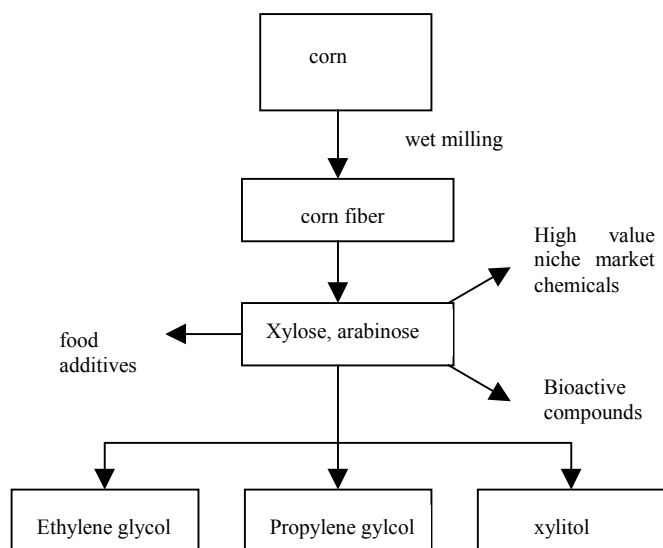 corn
wet milling
corn fiber
High value
niche market
chemicals
Xylose, arabinose
food
additives
Bioactive
compounds
Ethylene glycol
Propylene gylcol
xylitol